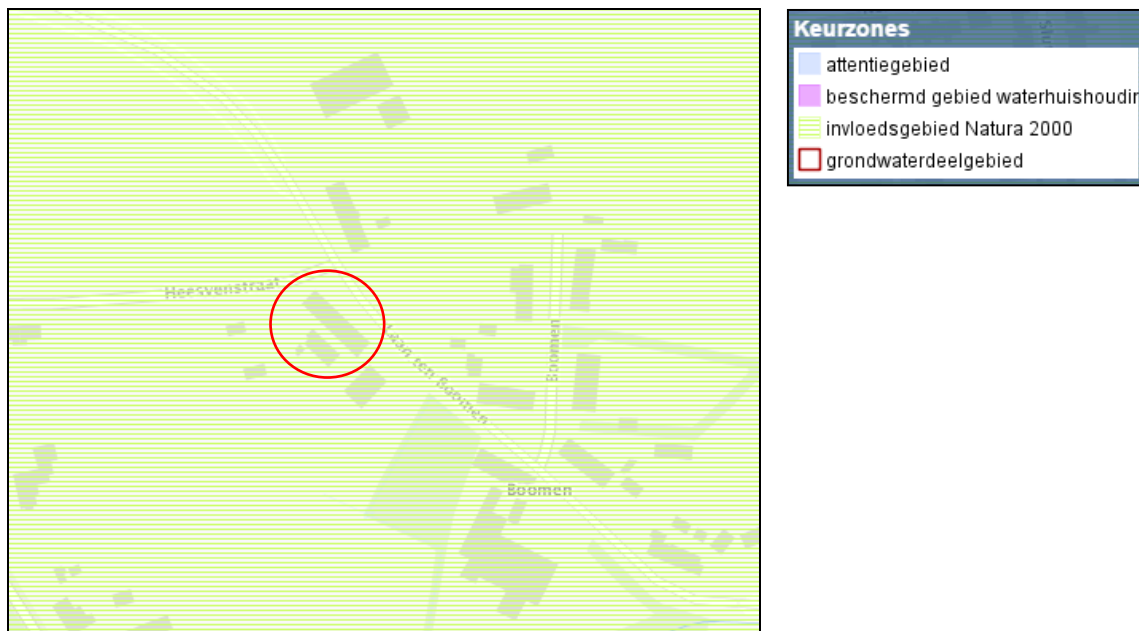 Heesvenstraat
Laan ten Boomen
Boomen
Boomen
Keurzones
attentiegebied
beschermd gebied waterhuishoudin
invloedsgebied Natura 2000
grondwaterdeelgebied